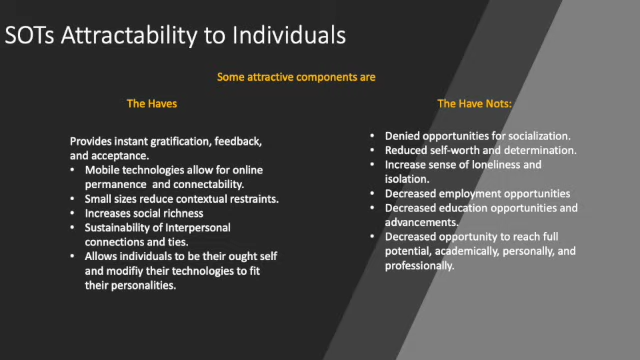 SOTs Attractability to Individuals
Some attractive components are
The Haves
Provides instant gratification, feedback,
and acceptance.
• Mobile technologies allow for online
permanence and connectability.
• Small sizes reduce contextual restraints.
• Increases social richness
• Sustainability of Interpersonal
connections and ties.
• Allows individuals to be their ought self
and modifiy their technologies to fit
their personalities.
The Have Nots:
• Denied opportunities for socialization.
• Reduced self-worth and determination.
• Increase sense of loneliness and
isolation.
• Decreased employment opportunities
• Decreased education opportunities and
advancements.
• Decreased opportunity to reach full
potential, academically, personally, and
professionally.